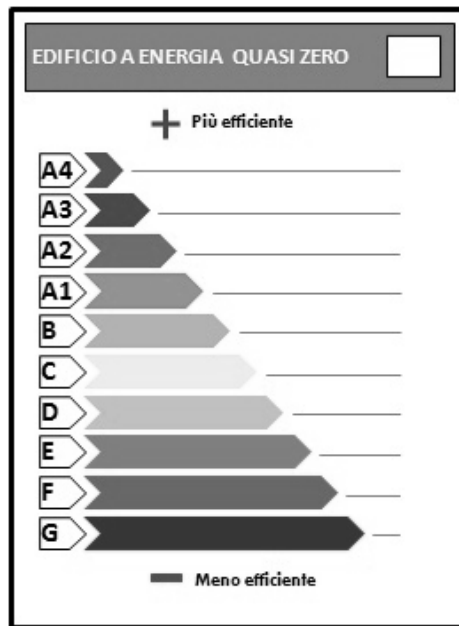 EDIFICIO A ENERGIA QUASI ZERO
+ Più efficiente
A4
A3
A2
A1
B
C
D
E
F
G
Meno efficiente